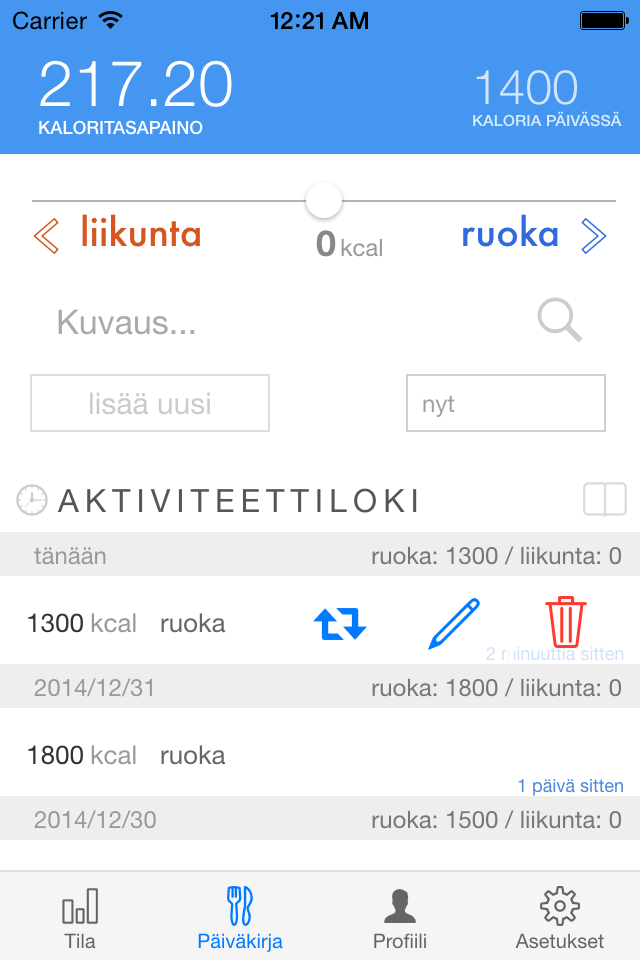 Carrier 12:21 AM
217.20 1400
KALORITASAPAINO KALORIA PÄIVÄSSÄ
liikunta 0 kcal ruoka
Kuvaus...
lisää uusi nyt
AKTIVITEETTILOKI
tänään ruoka: 1300 / liikunta: 0
1300 kcal ruoka
2 minuuttia sitten
2014/12/31 ruoka: 1800 / liikunta: 0
1800 kcal ruoka
1 päivä sitten
2014/12/30 ruoka: 1500 / liikunta: 0
Tila Päiväkirja Profiili Asetukset